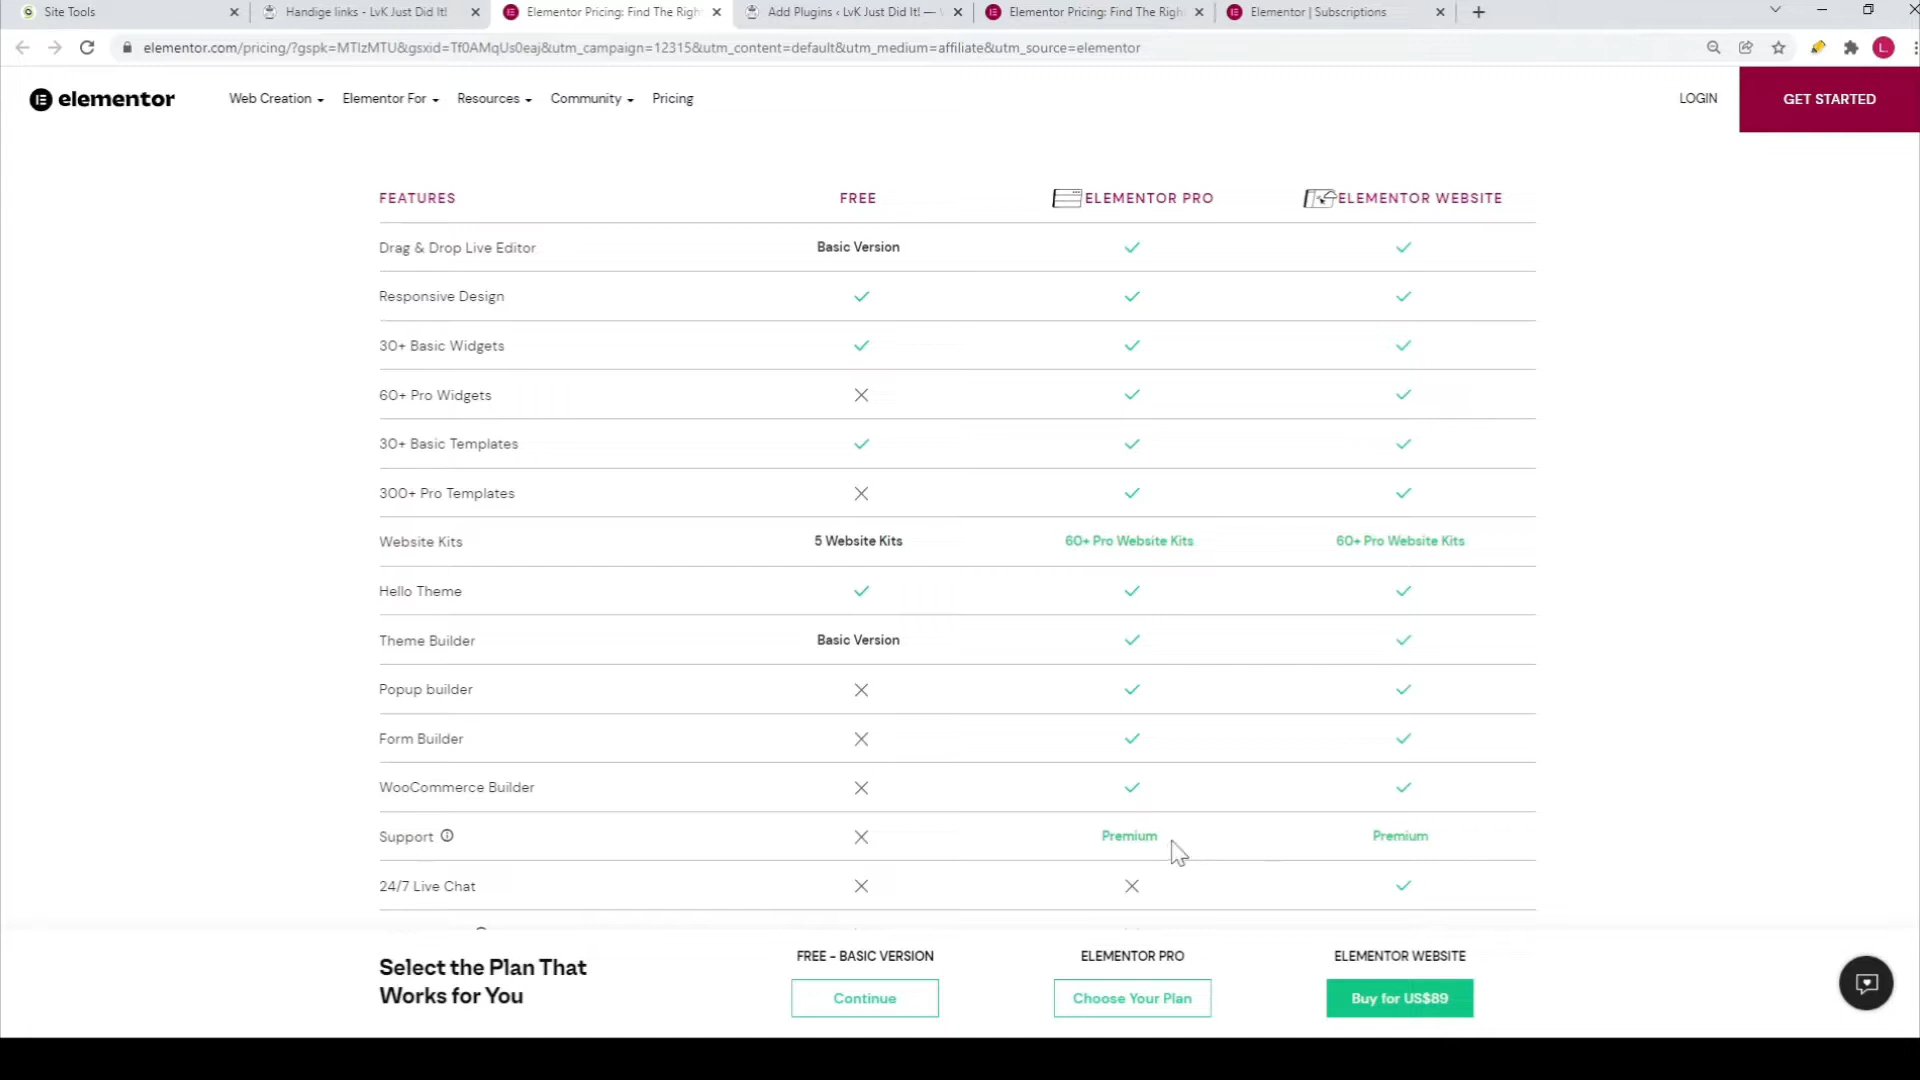 Site Tools
Handige links - LvK Just Did It!
Elementor Pricing: Find The Righ
Add Plugins ‹ LvK Just Did It! —
Elementor Pricing: Find The Righ
Elementor | Subscriptions
elementor.com/pricing/?gspk=MTIzMTU&gsxid=Tf0AMqUs0eaj&utm_campaign=12315&utm_content=default&utm_medium=affiliate&utm_source=elementor
L
elementor
Web Creation
Elementor For
Resources
Community
Pricing
LOGIN
GET STARTED
FEATURES FREE ELEMENTOR PRO ELEMENTOR WEBSITE
Drag & Drop Live Editor Basic Version
Responsive Design
30+ Basic Widgets
60+ Pro Widgets
30+ Basic Templates
300+ Pro Templates
Website Kits 5 Website Kits 60+ Pro Website Kits 60+ Pro Website Kits
Hello Theme
Theme Builder Basic Version
Popup builder
Form Builder
WooCommerce Builder
Support Premium Premium
24/7 Live Chat
Select the Plan That
Works for You
FREE - BASIC VERSION
Continue
ELEMENTOR PRO
Choose Your Plan
ELEMENTOR WEBSITE
Buy for US$89